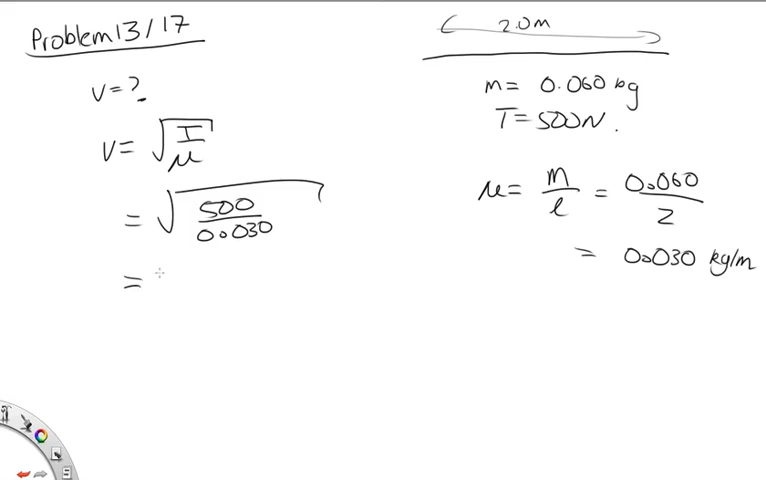 Problem 13/17
v = ?
v = √(T/μ)
= √(500/0.030)
=
2.0m
m = 0.060 kg
T = 500N.
μ = m/l = 0.060/2
= 0.030 kg/m